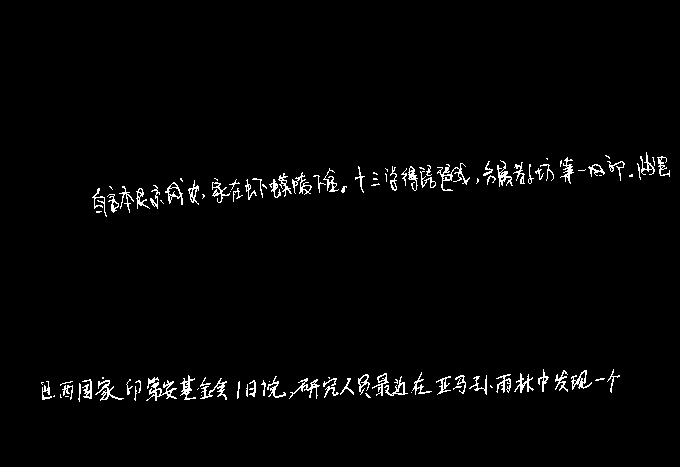 自言本是京城女,家在虾蟆陵下住。十三学得琵琶成,名属教坊第一部。曲罢
巴西国家印第安基金会1日说,研究人员最近在亚马孙雨林中发现一个